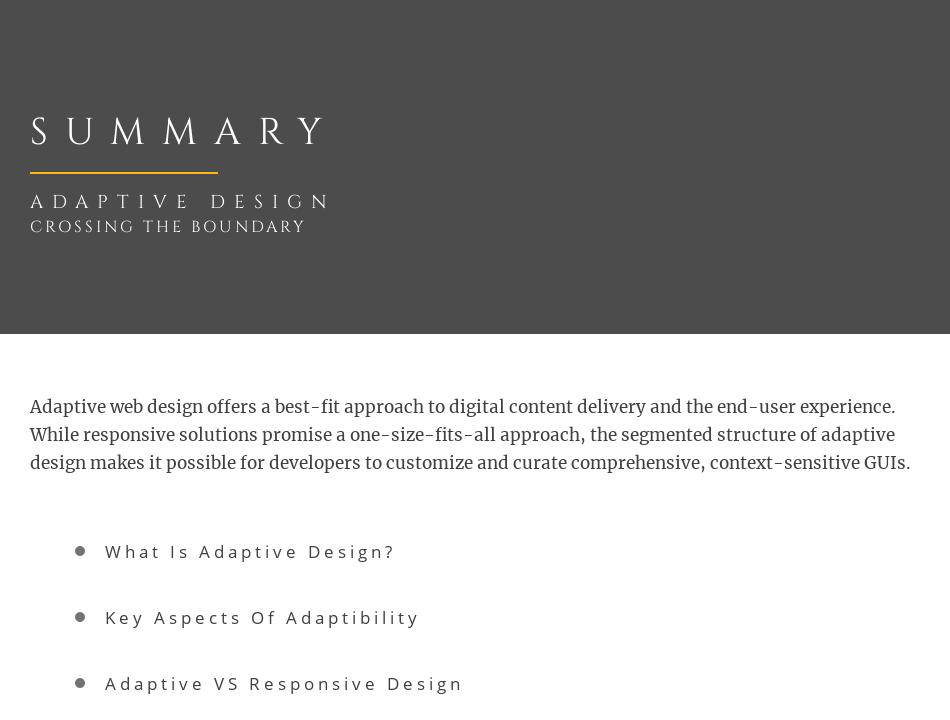 SUMMARY
ADAPTIVE DESIGN
CROSSING THE BOUNDARY
Adaptive web design offers a best-fit approach to digital content delivery and the end-user experience.
While responsive solutions promise a one-size-fits-all approach, the segmented structure of adaptive
design makes it possible for developers to customize and curate comprehensive, context-sensitive GUIs.
What Is Adaptive Design?
Key Aspects Of Adaptibility
Adaptive VS Responsive Design